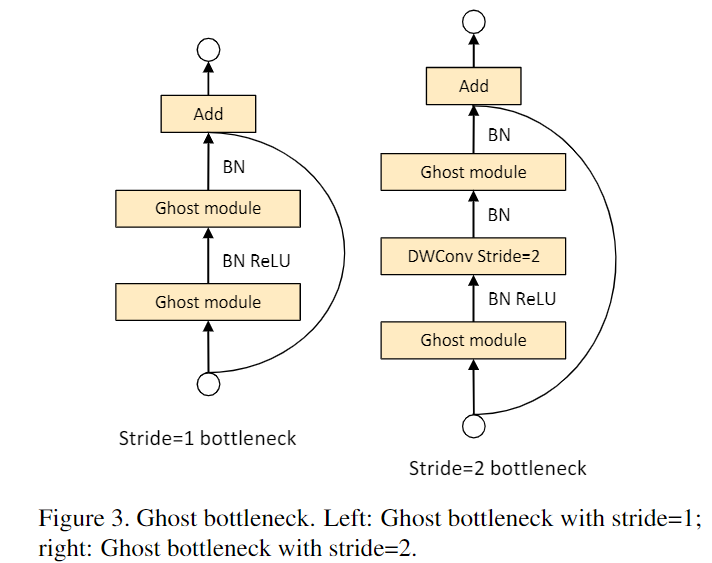 Add
BN
Ghost module
BN ReLU
Ghost module
Stride=1 bottleneck
Add
BN
Ghost module
BN
DWConv Stride=2
BN ReLU
Ghost module
Stride=2 bottleneck
Figure 3. Ghost bottleneck. Left: Ghost bottleneck with stride=1;
right: Ghost bottleneck with stride=2.